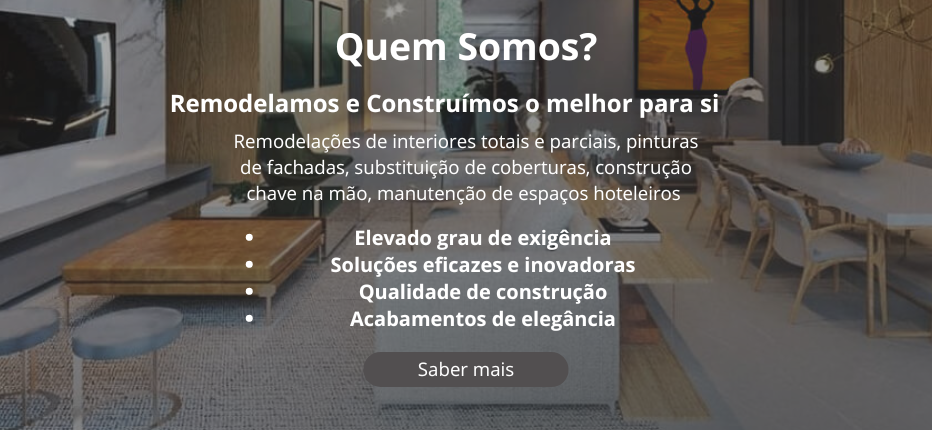 Quem Somos?
Remodelamos e Construímos o melhor para si
Remodelações de interiores totais e parciais, pinturas
de fachadas, substituição de coberturas, construção
chave na mão, manutenção de espaços hoteleiros
• Elevado grau de exigência
• Soluções eficazes e inovadoras
• Qualidade de construção
• Acabamentos de elegância
Saber mais